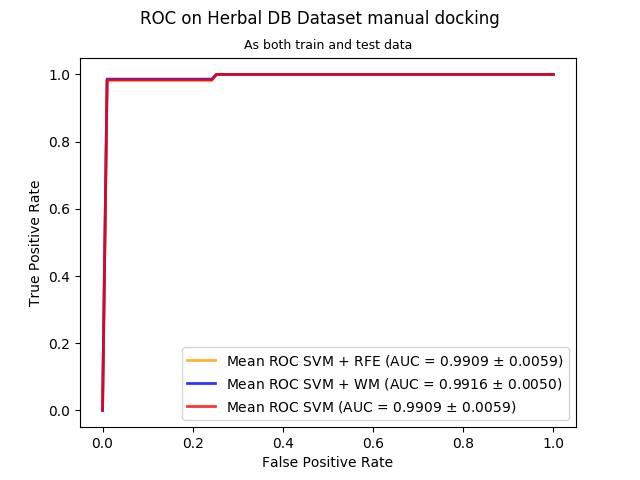 ROC on Herbal DB Dataset manual docking
As both train and test data
1.0
0.8
0.6
0.4
0.2
0.0
True Positive Rate
Mean ROC SVM + RFE (AUC = 0.9909 ± 0.0059)
Mean ROC SVM + WM (AUC = 0.9916 ± 0.0050)
Mean ROC SVM (AUC = 0.9909 ± 0.0059)
0.0 0.2 0.4 0.6 0.8 1.0
False Positive Rate